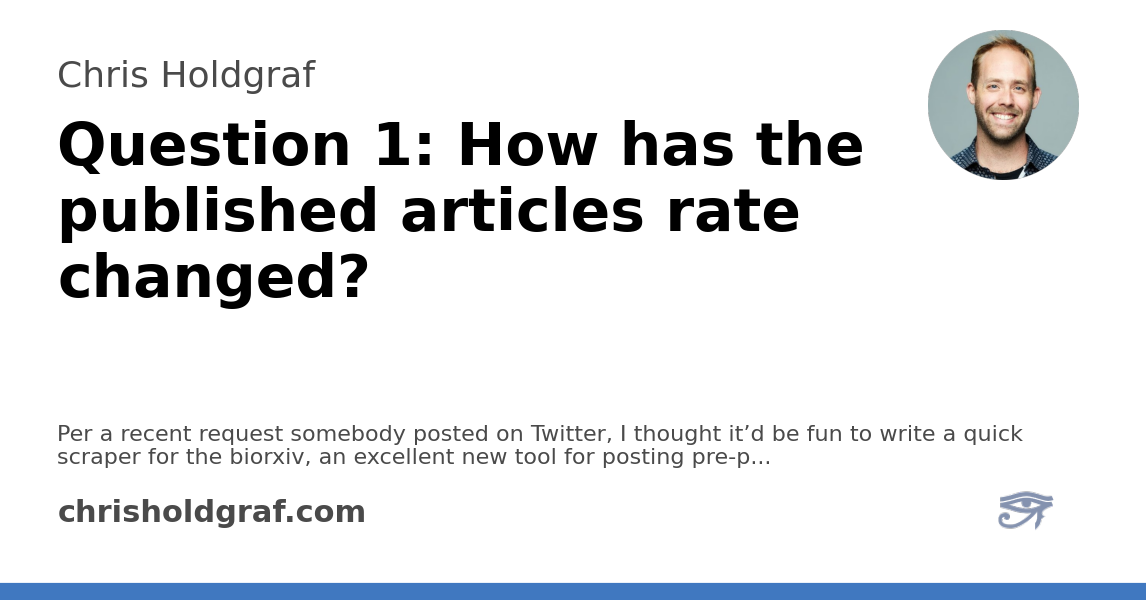 Chris Holdgraf
Question 1: How has the
published articles rate
changed?
Per a recent request somebody posted on Twitter, I thought it’d be fun to write a quick
scraper for the biorxiv, an excellent new tool for posting pre-p...
chrisholdgraf.com